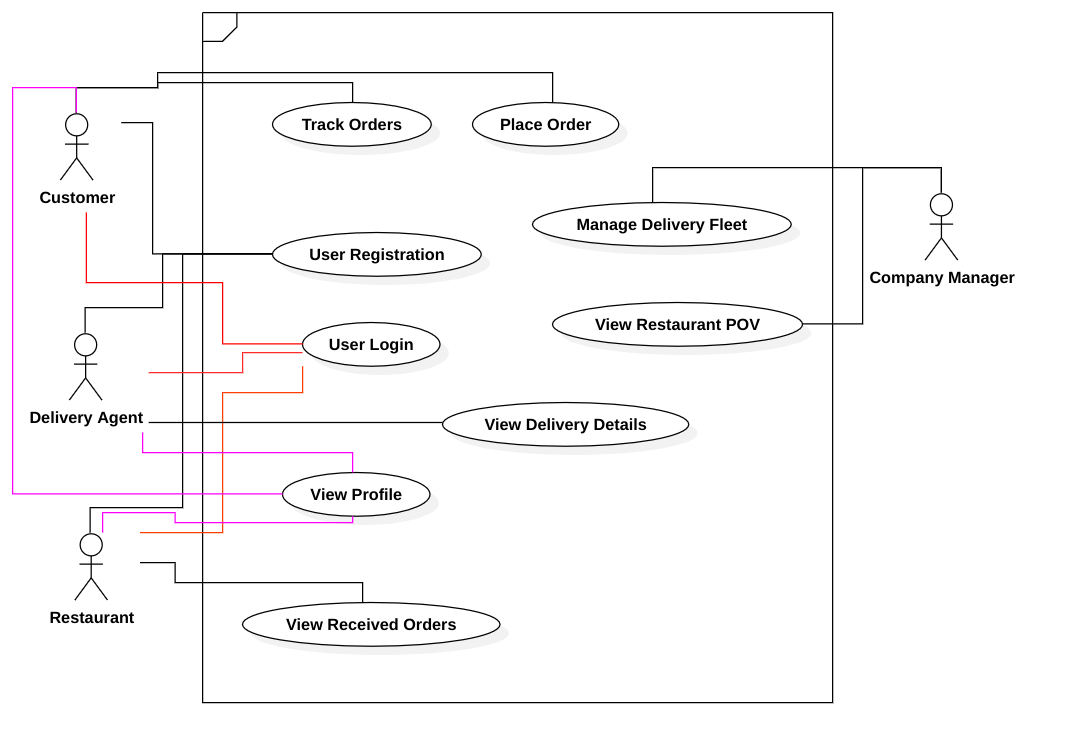 Track Orders
Place Order
Customer
Manage Delivery Fleet
User Registration
Company Manager
User Login
View Restaurant POV
Delivery Agent
View Delivery Details
View Profile
Restaurant
View Received Orders